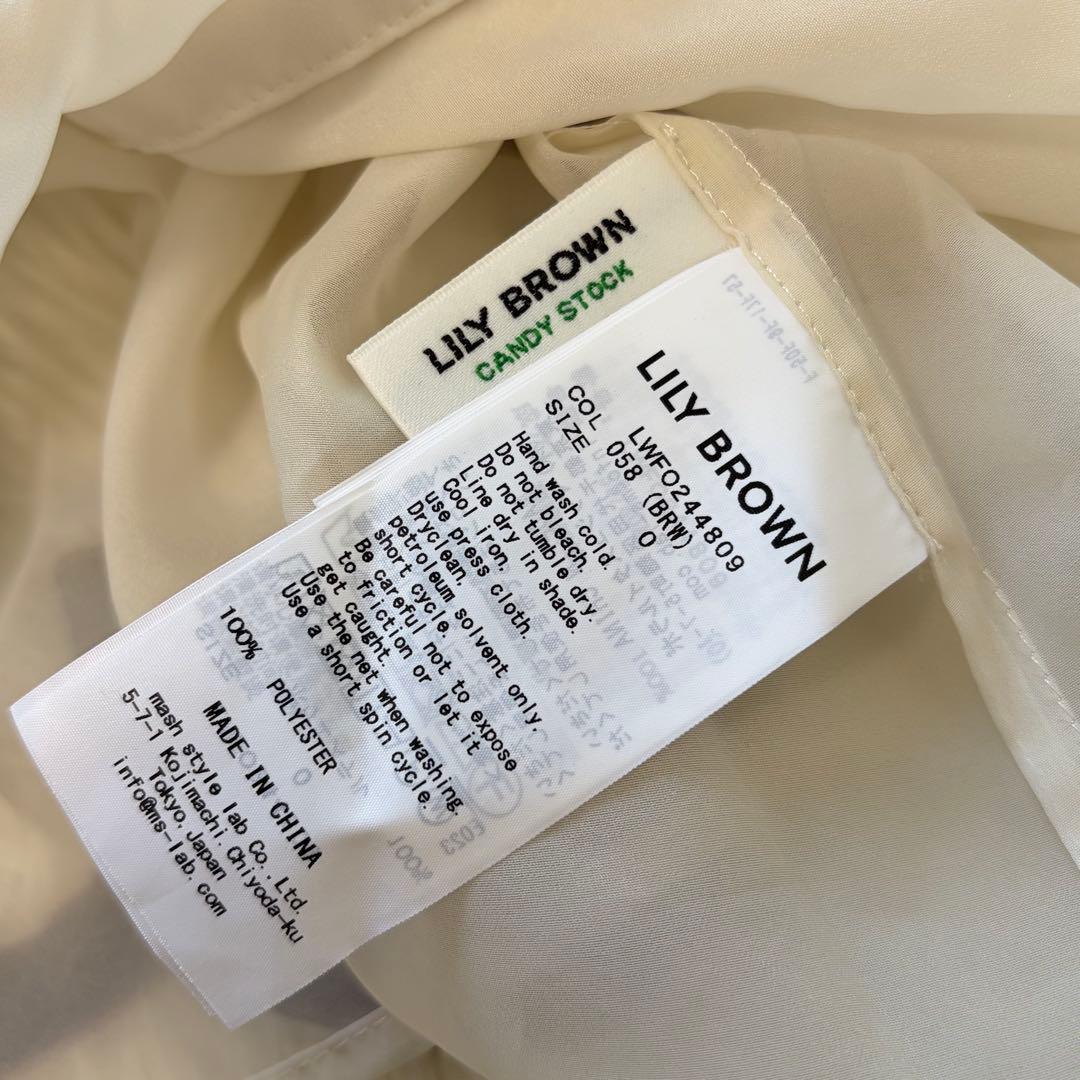 LILY BROWN
CANDY STOCK
LILY BROWN
LWFO244809
COL 058 (BRW)
SIZE 0
Hand wash cold.
Do not bleach.
Do not tumble dry.
Line dry in shade.
Cool iron.
use press cloth.
Dryclean.
petroleum solvent only.
short cycle.
Be careful not to expose
to friction or let it
get caught.
Use the net when washing.
Use a short spin cycle.
100% POLYESTER
MADE IN CHINA
mash style lab Co., Ltd.
5-7-1 Kojimachi, Chiyoda-ku
Tokyo, Japan
info@ms-lab.com